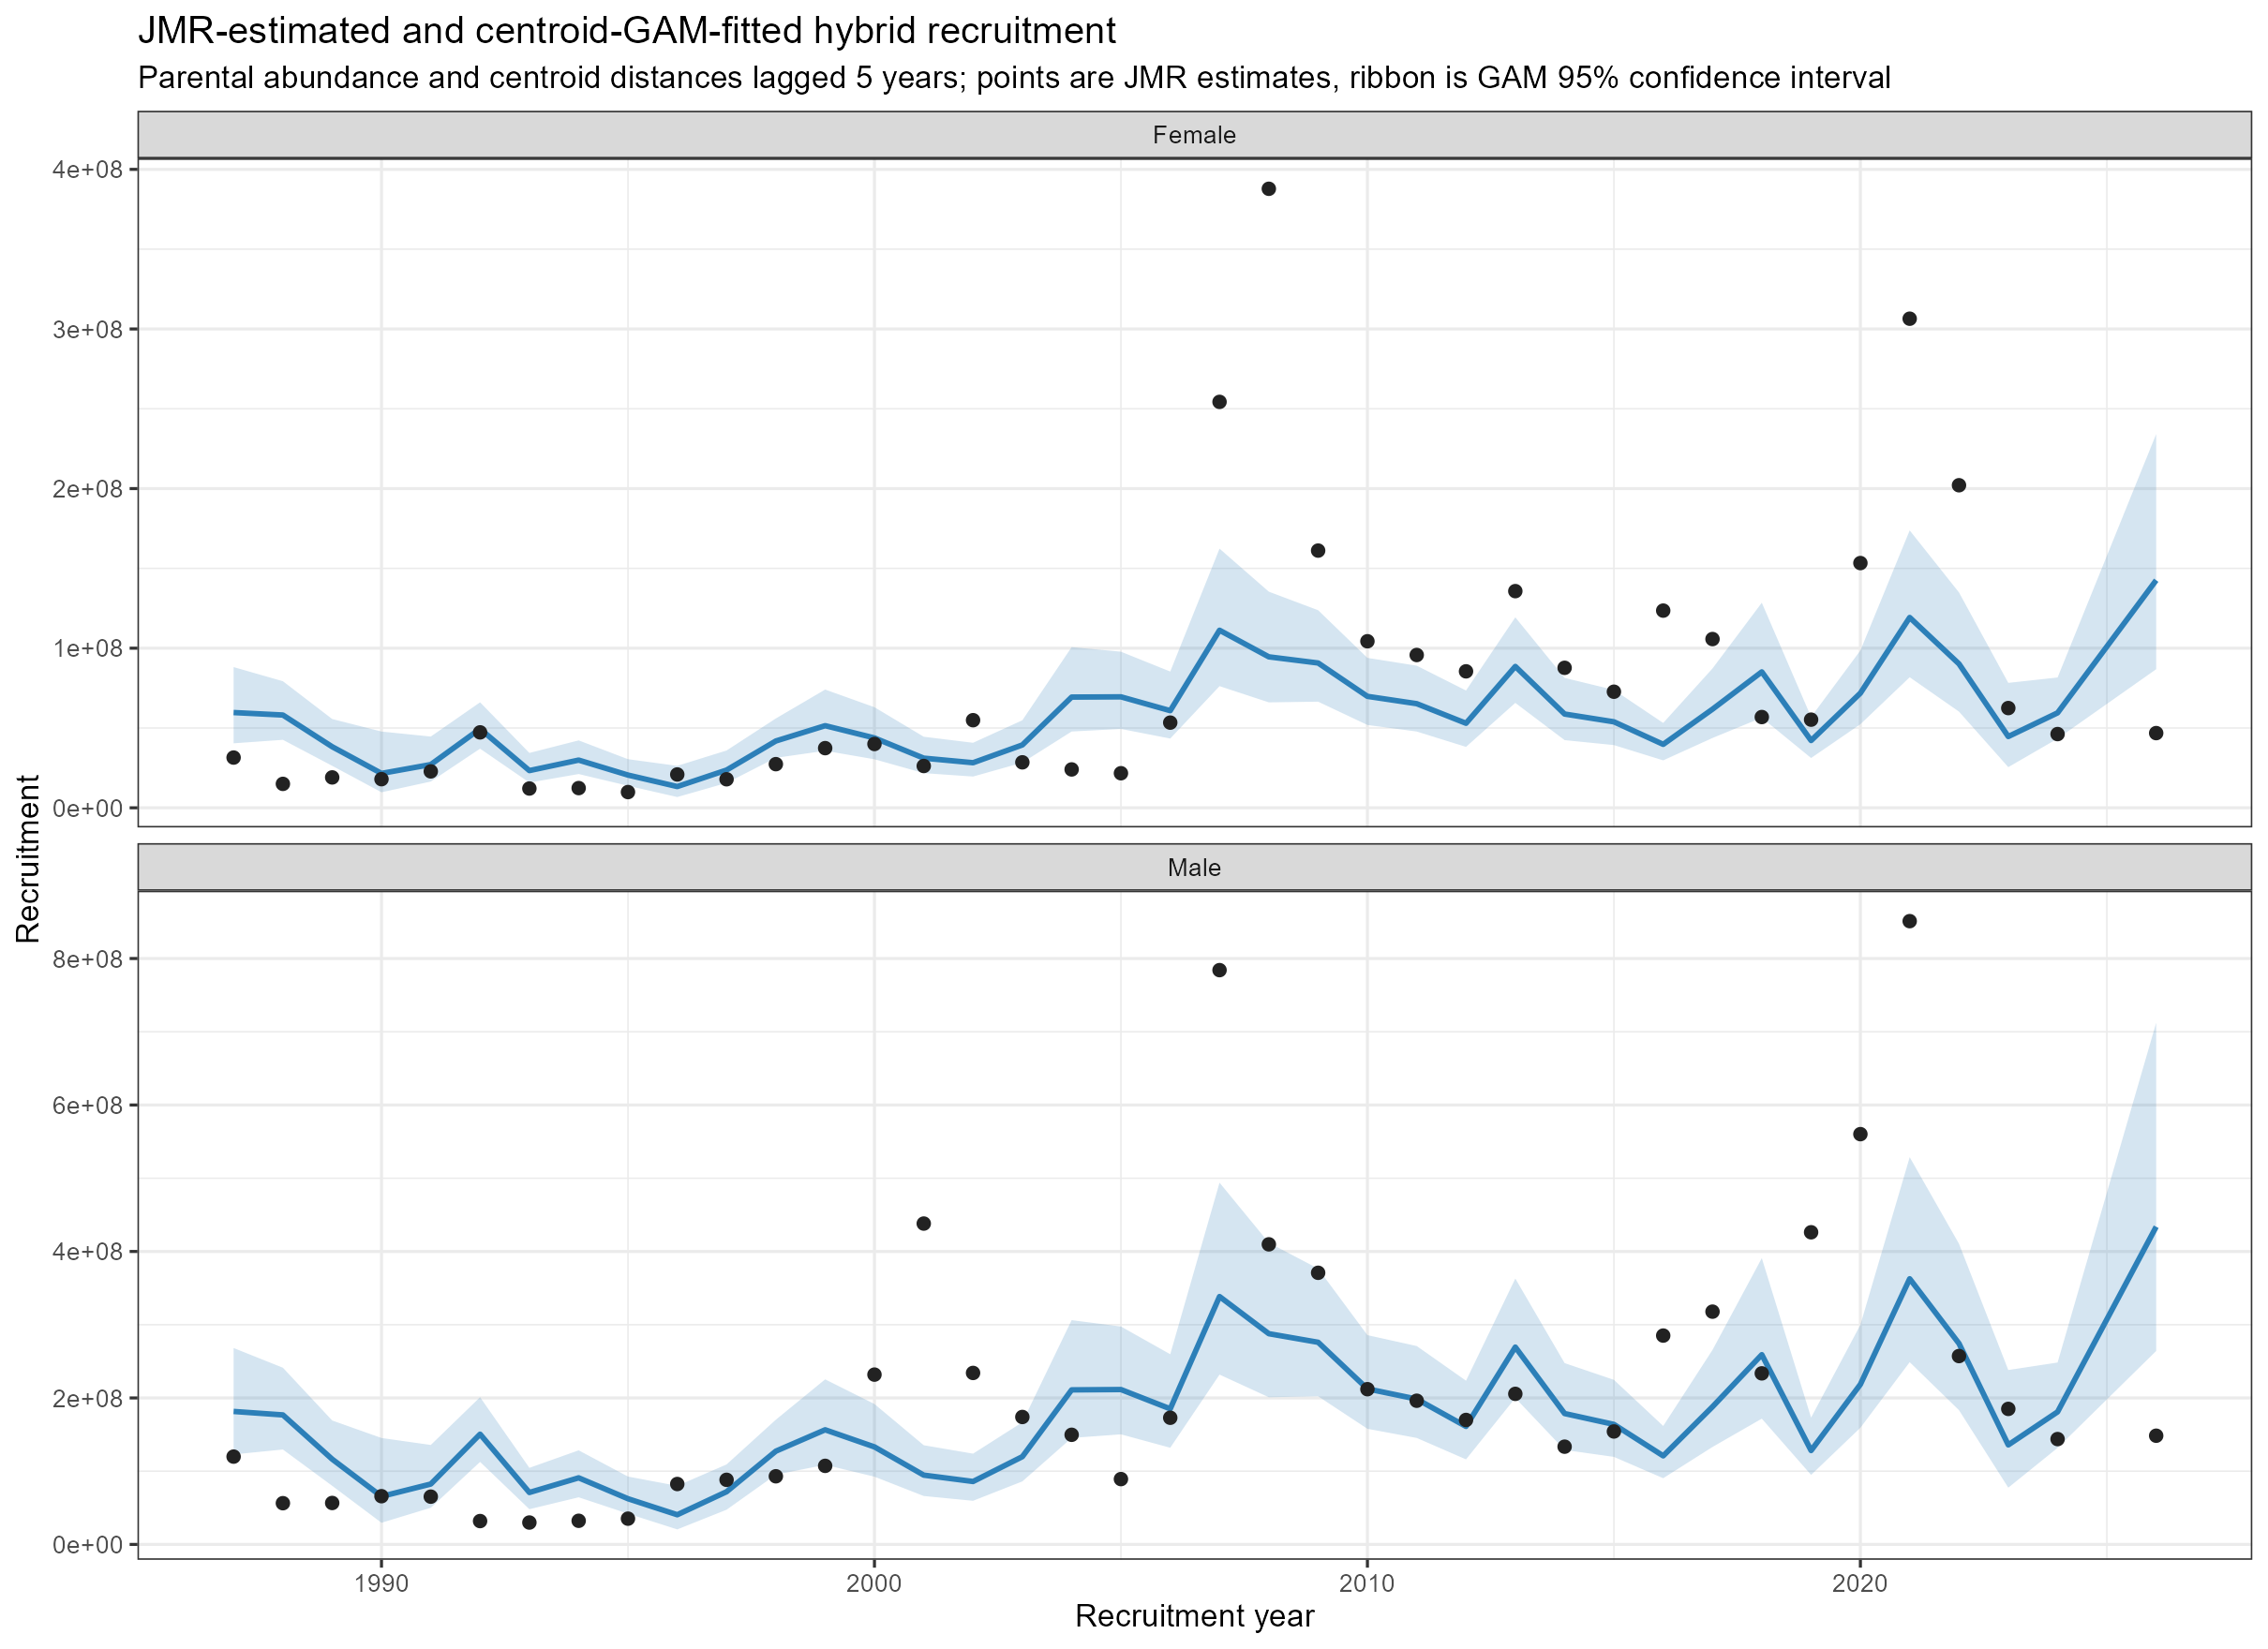 JMR-estimated and centroid-GAM-fitted hybrid recruitment
Parental abundance and centroid distances lagged 5 years; points are JMR estimates, ribbon is GAM 95% confidence interval
Female
4e+08
3e+08
2e+08
1e+08
0e+00
Male
8e+08
6e+08
4e+08
2e+08
0e+00
Recruitment
1990
2000
2010
2020
Recruitment year